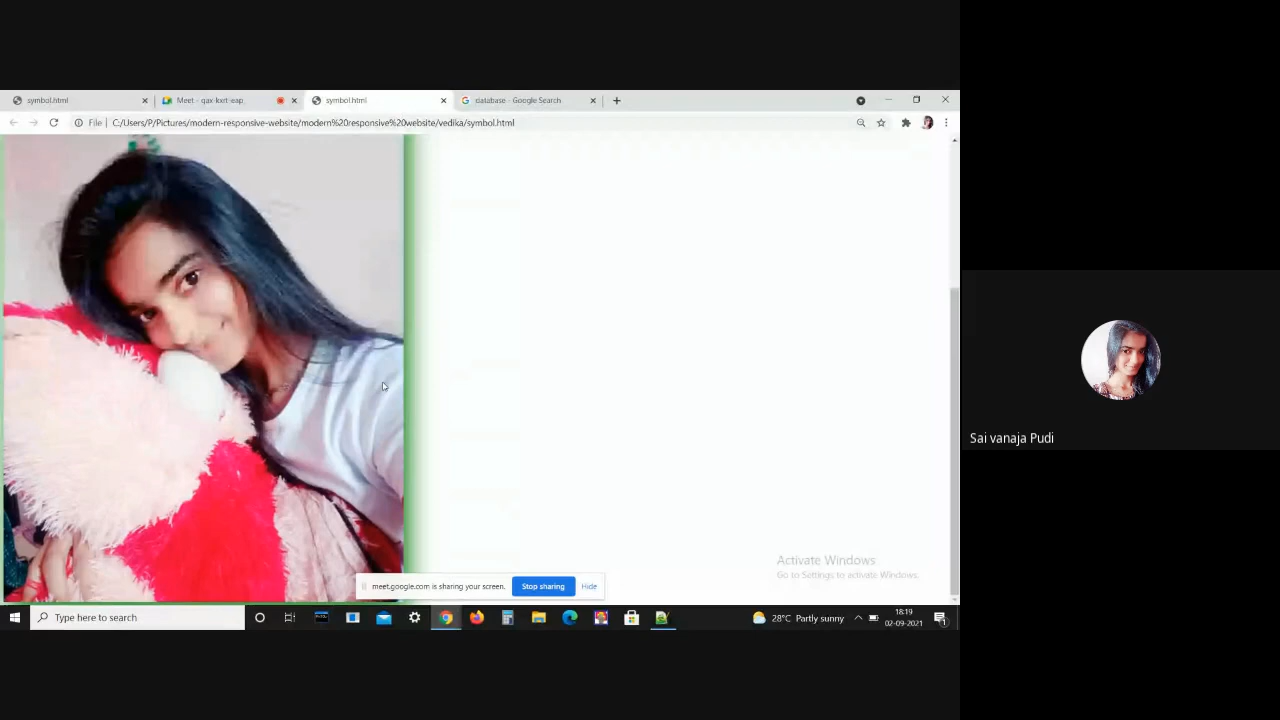 symbol.html
Meet - qax-kxrt-eap
symbol.html
database - Google Search
File
C:/Users/P/Pictures/modern-responsive-website/modern%20responsive%20website/vedika/symbol.html
Sai vanaja Pudi
Activate Windows
Go to Settings to activate Windows.
meet.google.com is sharing your screen.
Stop sharing
Hide
Type here to search
28°C Partly sunny
18:19
02-09-2021
1